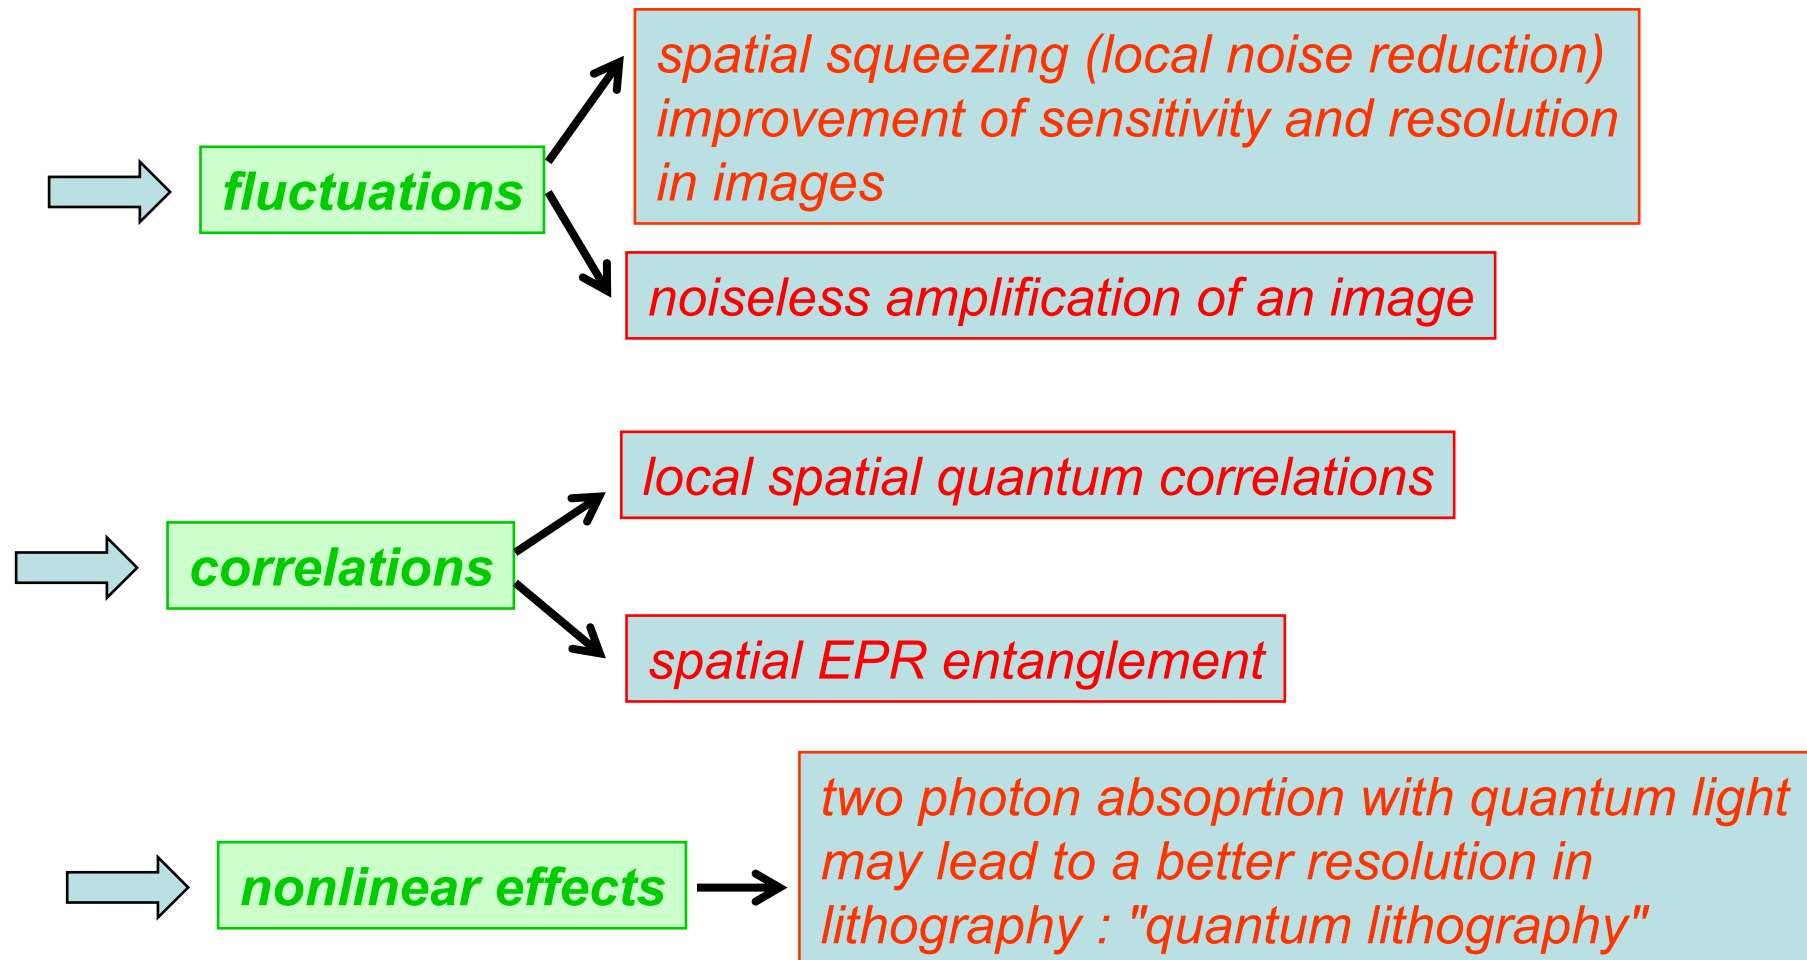 spatial squeezing (local noise reduction)
improvement of sensitivity and resolution
in images
fluctuations
noiseless amplification of an image
local spatial quantum correlations
correlations
spatial EPR entanglement
two photon absoprtion with quantum light
may lead to a better resolution in
lithography : "quantum lithography"
nonlinear effects